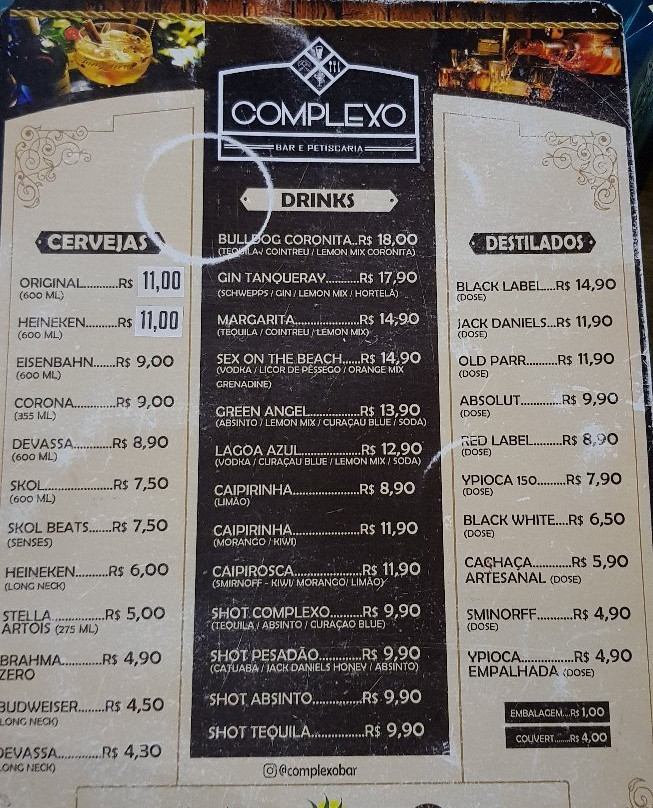 COMPLEXO
BAR E PETISCARIA
CERVEJAS
ORIGINAL..........R$ 11,00
(600 ML)
HEINEKEN.........R$ 11,00
(600 ML)
EISENBAHN......R$ 9,00
(600 ML)
CORONA..........R$ 9,00
(355 ML)
DEVASSA..........R$ 8,90
(600 ML)
SKOL................R$ 7,50
(600 ML)
SKOL BEATS......R$ 7,50
(SENSES)
HEINEKEN.........R$ 6,00
(LONG NECK)
STELLA.............R$ 5,00
ARTOIS (275 ML)
BRAHMA..........R$ 4,90
ZERO
BUDWEISER.......R$ 4,50
LONG NECK)
DEVASSA..........R$ 4,30
LONG NECK)
DRINKS
BULLDOG CORONITA..R$ 18,00
(TEQUILA / COINTREU / LEMON MIX CORONITA)
GIN TANQUERAY..........R$ 17,90
(SCHWEPPS / GIN / LEMON MIX / HORTELÃ)
MARGARITA................R$ 14,90
(TEQUILA / COINTREU / LEMON MIX)
SEX ON THE BEACH......R$ 14,90
(VODKA / LICOR DE PÊSSEGO / ORANGE MIX
GRENADINE)
GREEN ANGEL..............R$ 13,90
(ABSINTO / LEMON MIX / CURAÇAU BLUE / SODA)
LAGOA AZUL...............R$ 12,90
(VODKA / CURAÇAU BLUE / LEMON MIX / SODA)
CAIPIRINHA................R$ 8,90
(LIMÃO)
CAIPIRINHA................R$ 11,90
(MORANGO / KIWI)
CAIPIROSCA................R$ 11,90
(SMIRNOFF - KIWI/ MORANGO/ LIMÃO)
SHOT COMPLEXO..........R$ 9,90
(TEQUILA / ABSINTO / CURAÇAO BLUE)
SHOT PESADÃO............R$ 9,90
(CATUABA / JACK DANIELS HONEY / ABSINTO)
SHOT ABSINTO.............R$ 9,90
SHOT TEQUILA.............R$ 9,90
@complexobar
DESTILADOS
BLACK LABEL....R$ 14,90
(DOSE)
JACK DANIELS...R$ 11,90
(DOSE)
OLD PARR..........R$ 11,90
(DOSE)
ABSOLUT...........R$ 9,90
(DOSE)
RED LABEL.........R$ 8,90
(DOSE)
YPIOCA 150.......R$ 7,90
(DOSE)
BLACK WHITE....R$ 6,50
(DOSE)
CACHAÇA..........R$ 5,90
ARTESANAL (DOSE)
SMINORFF.........R$ 4,90
(DOSE)
YPIOCA.............R$ 4,90
EMPALHADA (DOSE)
EMBALAGEM...R$ 1,00
COUVERT.......R$ 4,00